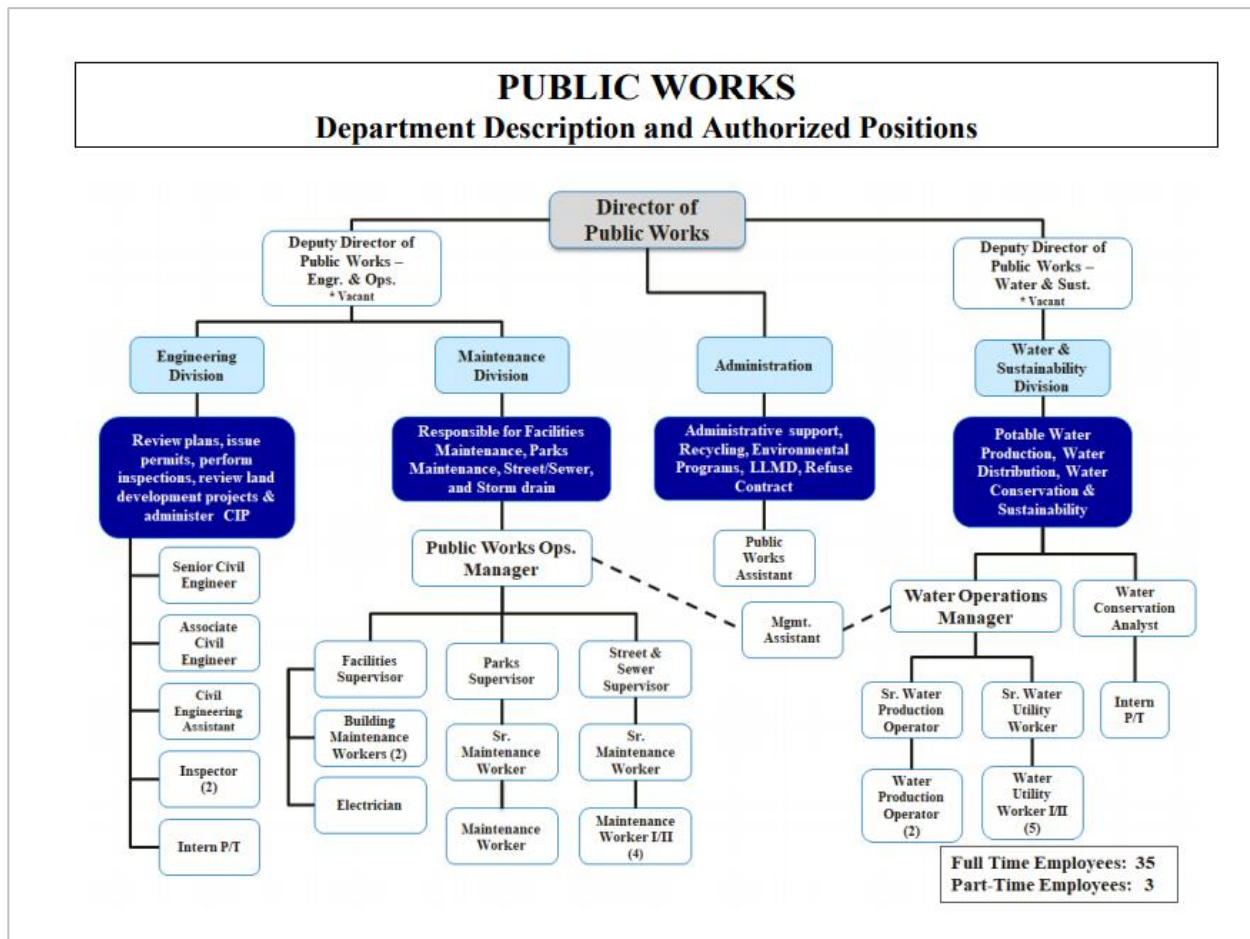 PUBLIC WORKS
Department Description and Authorized Positions
Director of
Public Works
Deputy Director of
Public Works –
Engr. & Ops.
* Vacant
Deputy Director of
Public Works –
Water & Sust.
* Vacant
Engineering
Division
Maintenance
Division
Administration
Water &
Sustainability
Division
Review plans, issue
permits, perform
inspections, review land
development projects &
administer CIP
Responsible for Facilities
Maintenance, Parks
Maintenance, Street/Sewer,
and Storm drain
Administrative support,
Recycling, Environmental
Programs, LLMD, Refuse
Contract
Potable Water
Production, Water
Distribution, Water
Conservation &
Sustainability
Senior Civil
Engineer
Associate
Civil
Engineer
Civil
Engineering
Assistant
Inspector
(2)
Intern P/T
Public Works Ops.
Manager
Facilities
Supervisor
Building
Maintenance
Workers (2)
Electrician
Parks
Supervisor
Sr.
Maintenance
Worker
Maintenance
Worker
Street &
Sewer
Supervisor
Sr.
Maintenance
Worker
Maintenance
Worker I/II
(4)
Public
Works
Assistant
Mgmt.
Assistant
Water Operations
Manager
Water
Conservation
Analyst
Sr. Water
Production
Operator
Sr. Water
Utility
Worker
Intern
P/T
Water
Production
Operator
(2)
Water
Utility
Worker I/II
(5)
Full Time Employees: 35
Part-Time Employees: 3